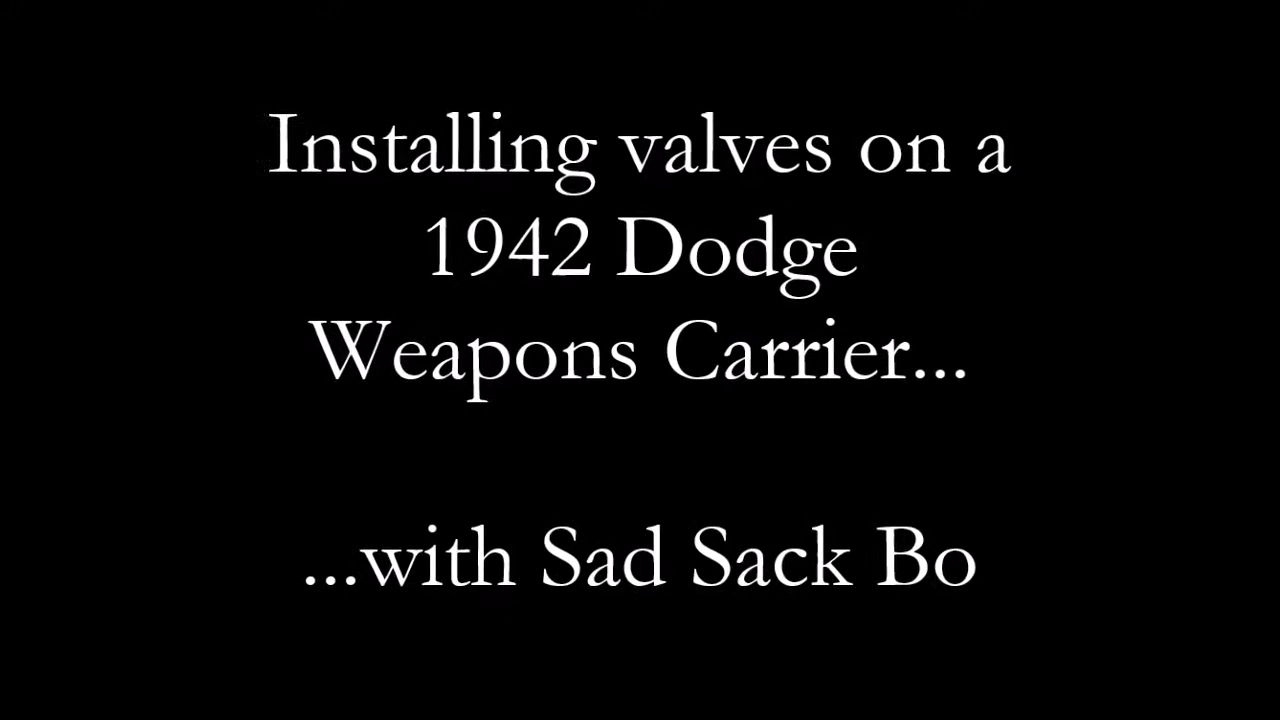 Installing valves on a
1942 Dodge
Weapons Carrier...
...with Sad Sack Bo